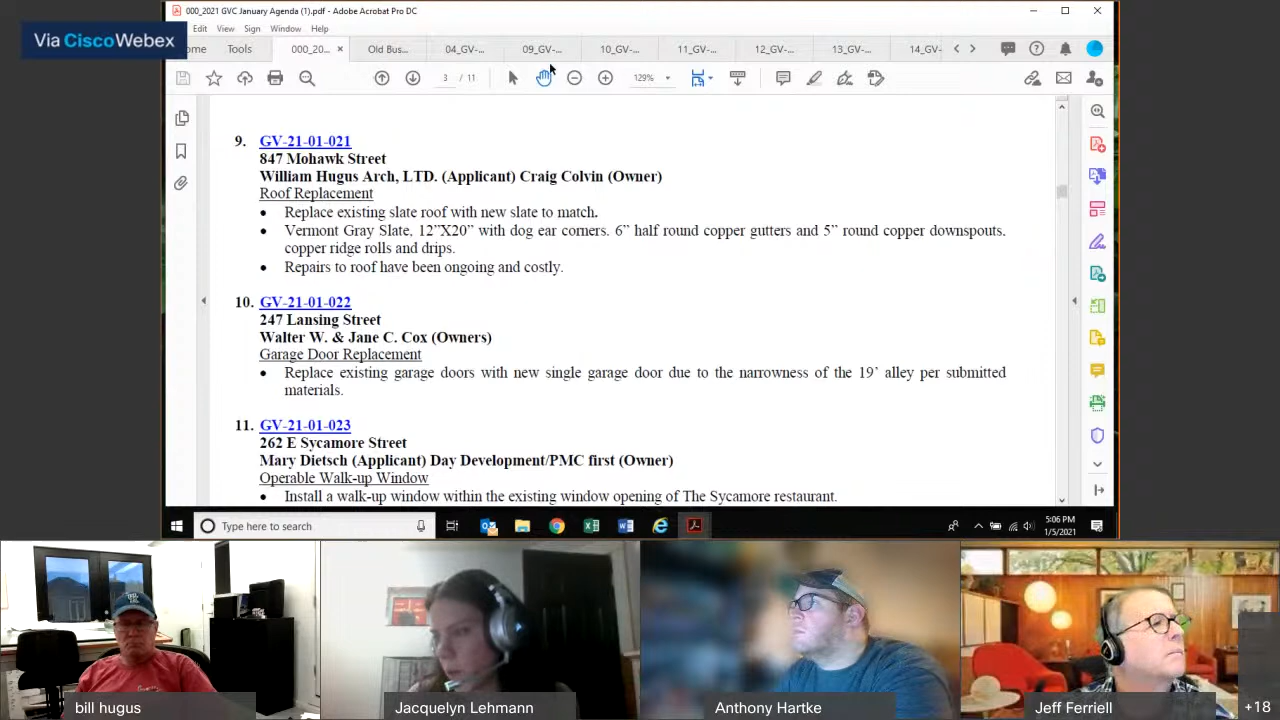 000_2021 GVC January Agenda (1).pdf - Adobe Acrobat Pro DC
Via Cisco Webex
Edit View Sign Window Help
ome Tools 000_20... × Old Ba... 04_GV-... 09_GV-... 10_GV-... 11_GV-... 12_GV-... 13_GV-... 14_GV-
3 / 11 129%
9. GV-21-01-021
847 Mohawk Street
William Hugus Arch, LTD. (Applicant) Craig Colvin (Owner)
Roof Replacement
• Replace existing slate roof with new slate to match.
• Vermont Gray Slate, 12”X20” with dog ear corners. 6” half round copper gutters and 5” round copper downspouts,
copper ridge rolls and drips.
• Repairs to roof have been ongoing and costly.
10. GV-21-01-022
247 Lansing Street
Walter W. & Jane C. Cox (Owners)
Garage Door Replacement
• Replace existing garage doors with new single garage door due to the narrowness of the 19’ alley per submitted
materials.
11. GV-21-01-023
262 E Sycamore Street
Mary Dietsch (Applicant) Day Development/PMC first (Owner)
Operable Walk-up Window
• Install a walk-up window within the existing window opening of The Sycamore restaurant.
Type here to search
5:06 PM
1/5/2021
bill hugus
Jacquelyn Lehmann
Anthony Hartke
Jeff Ferriell
+18